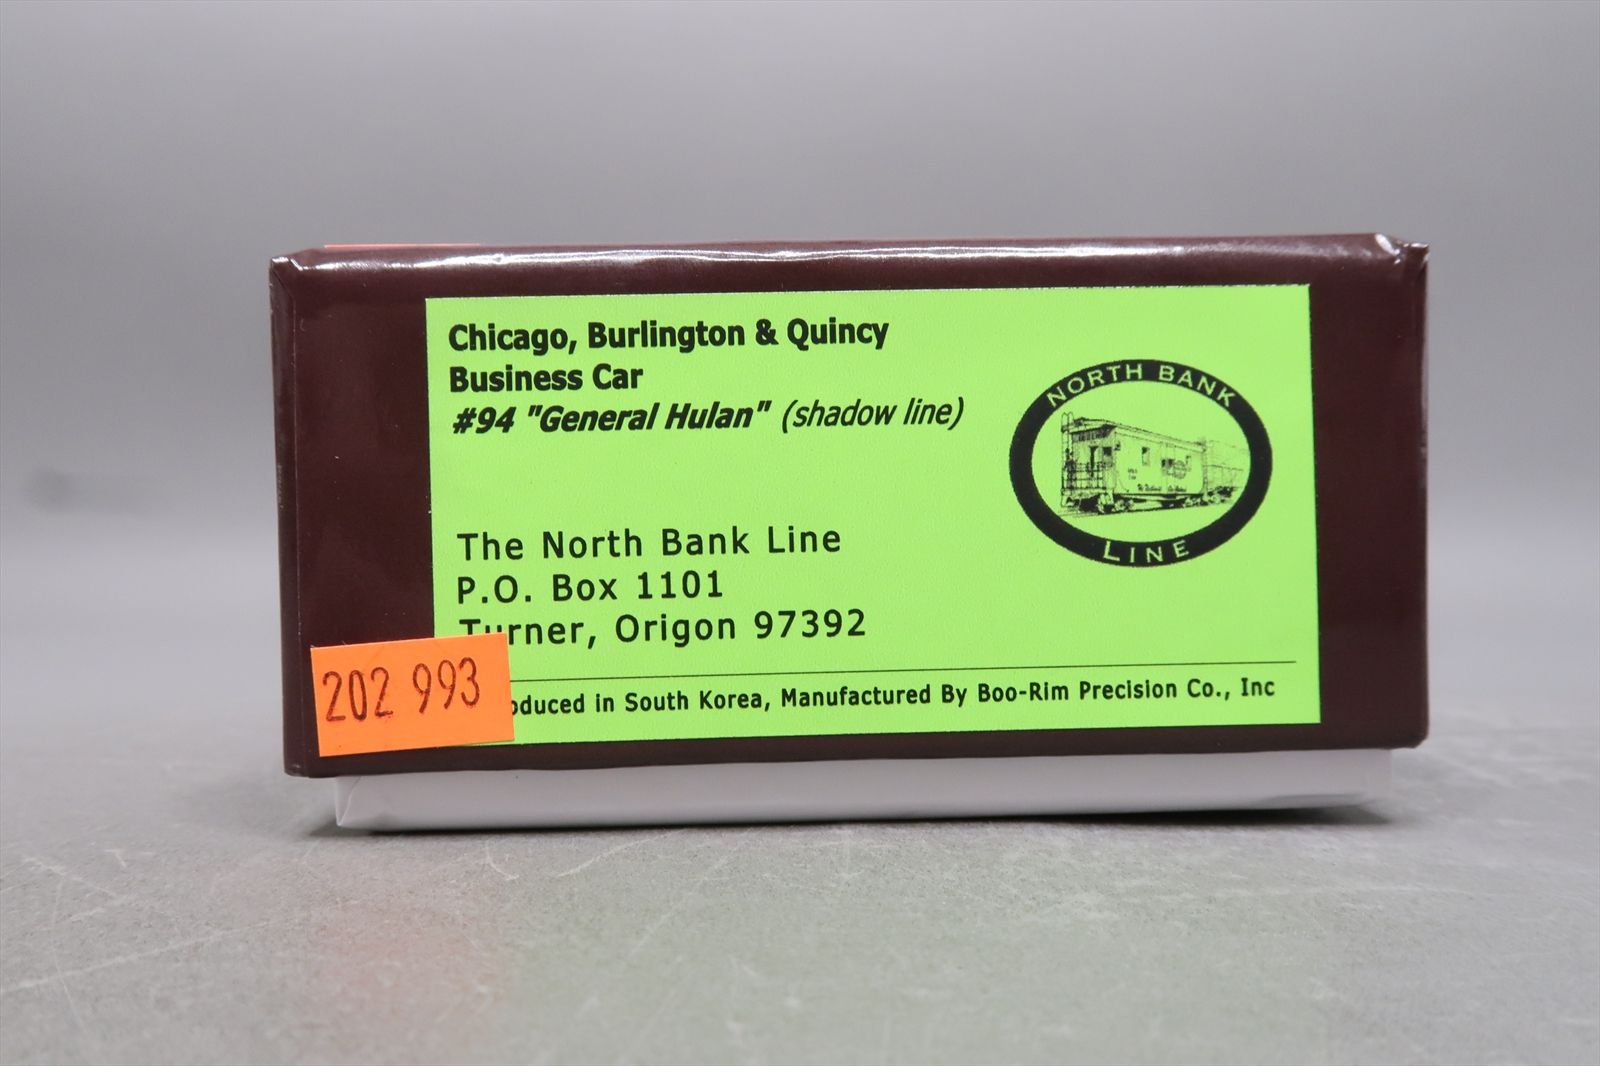 Chicago, Burlington & Quincy
Business Car
#94 "General Hulan" (shadow line)
NORTH BANK
LINE
The North Bank Line
P.O. Box 1101
Turner, Origon 97392
oduced in South Korea, Manufactured By Boo-Rim Precision Co., Inc
202 993